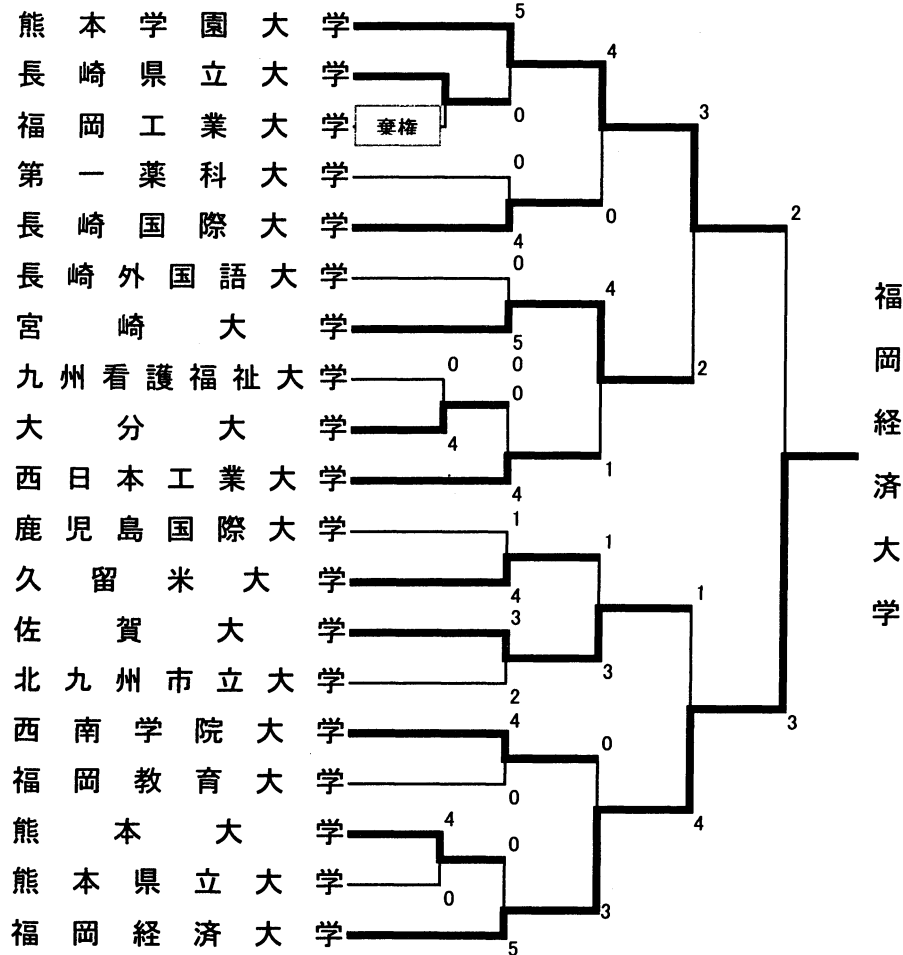 熊本学園大学
長崎県立大学
福岡工業大学
棄権
第一薬科大学
長崎国際大学
長崎外国語大学
宮崎大学
九州看護福祉大学
大分大学
西日本工業大学
鹿児島国際大学
久留米大学
佐賀大学
北九州市立大学
西南学院大学
福岡教育大学
熊本大学
熊本県立大学
福岡経済大学
5
0
0
4
0
5
0
4
0
0
4
1
4
3
2
4
0
4
0
0
5
4
0
4
1
1
3
0
3
3
2
1
4
2
3
福岡経済大学